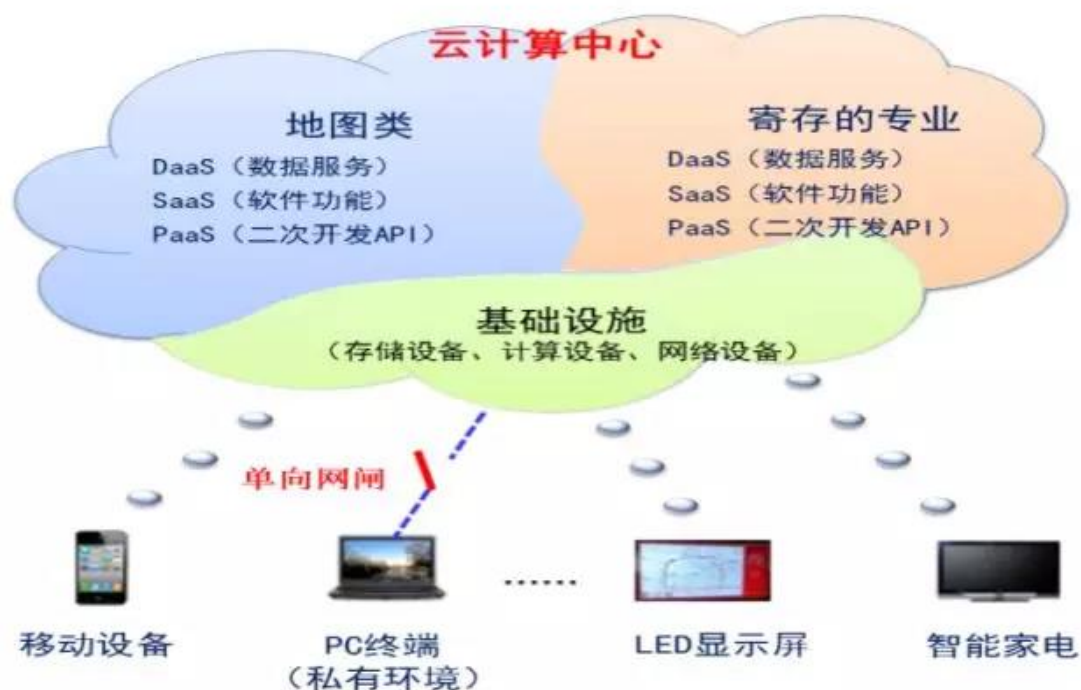 云计算中心
地图类
DaaS（数据服务）
SaaS（软件功能）
PaaS（二次开发API）
寄存的专业
DaaS（数据服务）
SaaS（软件功能）
PaaS（二次开发API）
基础设施
（存储设备、计算设备、网络设备）
单向网闸
......
移动设备
PC终端
（私有环境）
LED显示屏
智能家电